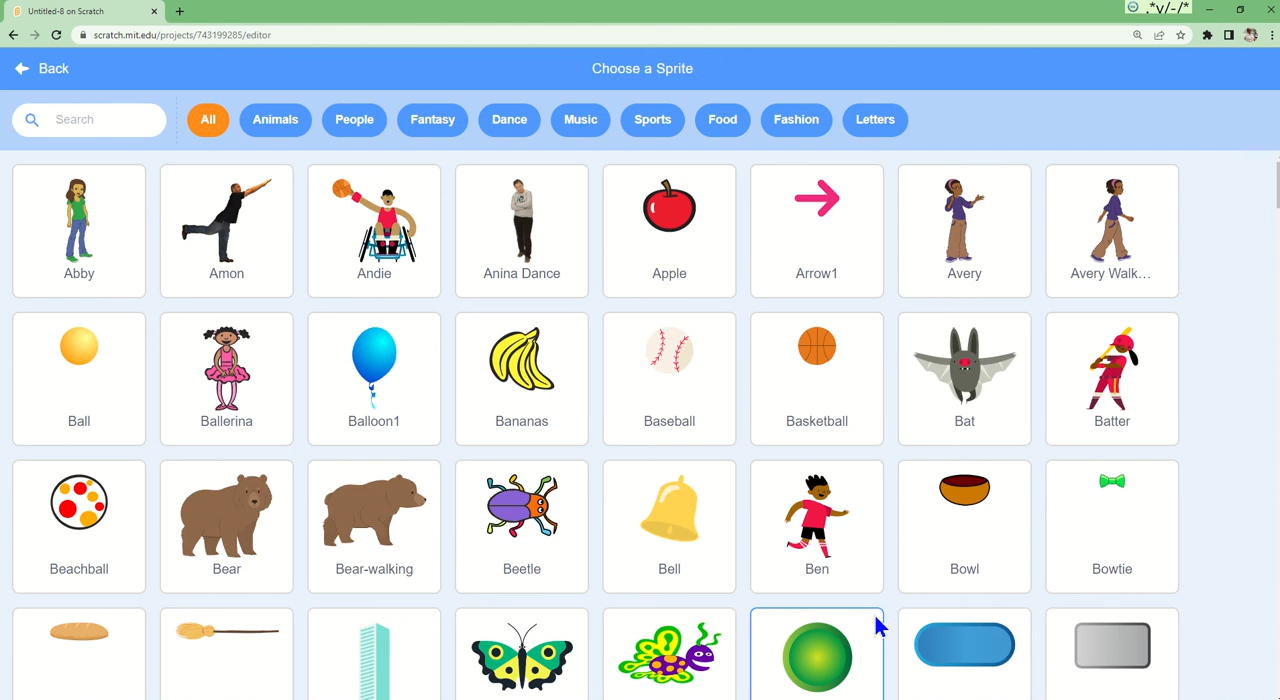 Untitled-8 on Scratch
.*v/-/*
scratch.mit.edu/projects/743199285/editor
Back
Choose a Sprite
Search
All
Animals
People
Fantasy
Dance
Music
Sports
Food
Fashion
Letters
Abby
Amon
Andie
Anina Dance
Apple
Arrow1
Avery
Avery Walk...
Ball
Ballerina
Balloon1
Bananas
Baseball
Basketball
Bat
Batter
Beachball
Bear
Bear-walking
Beetle
Bell
Ben
Bowl
Bowtie